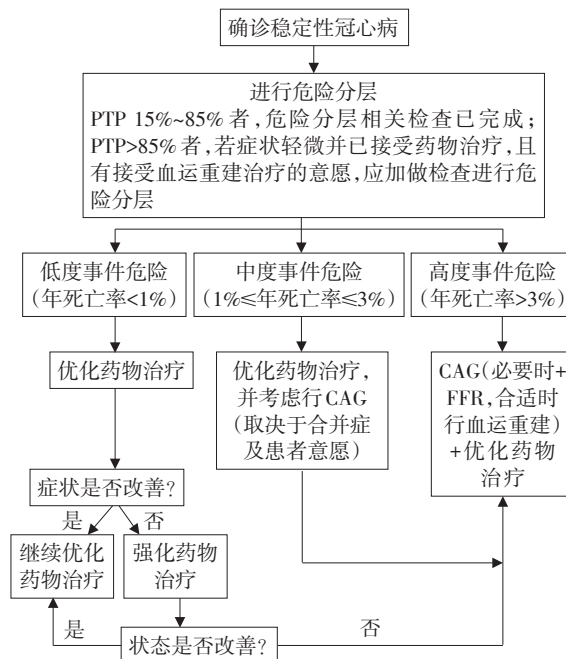 确诊稳定性冠心病
进行危险分层
PTP 15%~85%者,危险分层相关检查已完成;
PTP>85%者,若症状轻微并已接受药物治疗,且
有接受血运重建治疗的意愿,应加做检查进行危
险分层
低度事件危险
(年死亡率<1%)
中度事件危险
(1%≤年死亡率≤3%)
高度事件危险
(年死亡率>3%)
优化药物治疗
优化药物治疗,
并考虑行CAG
(取决于合并症
及患者意愿)
CAG(必要时+
FFR,合适时
行血运重建)
+优化药物
治疗
症状是否改善?
是
否
继续优化
药物治疗
强化药物
治疗
是
状态是否改善?
否